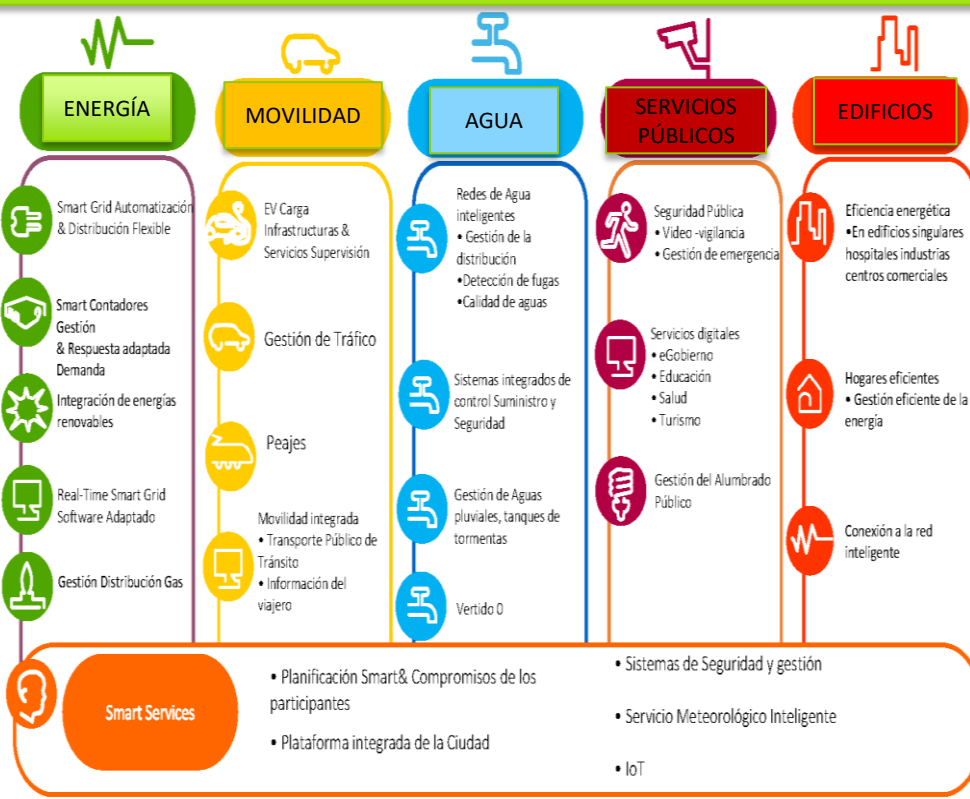 ENERGÍA
MOVILIDAD
AGUA
SERVICIOS
PÚBLICOS
EDIFICIOS
Smart Grid Automatización
& Distribución Flexible
Smart Contadores
Gestión
& Respuesta adaptada
Demanda
Integración de energías
renovables
Real-Time Smart Grid
Software Adaptado
Gestión Distribución Gas
EV Carga
Infrastructuras &
Servicios Supervisión
Gestión de Tráfico
Peajes
Movilidad integrada
• Transporte Público de
Tránsito
• Información del
viajero
Redes de Agua
inteligentes
• Gestión de la
distribución
•Detección de fugas
•Calidad de aguas
Sistemas integrados de
control Suministro y
Seguridad
Gestión de Aguas
pluviales, tanques de
tormentas
Vertido 0
Seguridad Pública
• Video -vigilancia
• Gestión de emergencia
Servicios digitales
• eGobierno
• Educación
• Salud
• Turismo
Gestión del Alumbrado
Público
Eficiencia energética
•En edificios singulares
hospitales industrias
centros comerciales
Hogares eficientes
• Gestión eficiente de la
energía
Conexión a la red
inteligente
Smart Services
• Planificación Smart& Compromisos de los
participantes
• Plataforma integrada de la Ciudad
• Sistemas de Seguridad y gestión
• Servicio Meteorológico Inteligente
• IoT